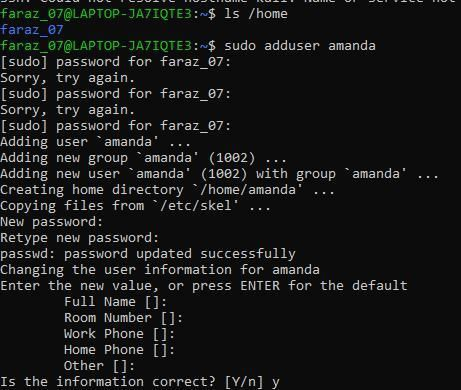 ssh: Could not resolve hostname kali: Name or service not
faraz_07@LAPTOP-JA7IQTE3:~$ ls /home
faraz_07
faraz_07@LAPTOP-JA7IQTE3:~$ sudo adduser amanda
[sudo] password for faraz_07:
Sorry, try again.
[sudo] password for faraz_07:
Sorry, try again.
[sudo] password for faraz_07:
Adding user `amanda' ...
Adding new group `amanda' (1002) ...
Adding new user `amanda' (1002) with group `amanda' ...
Creating home directory `/home/amanda' ...
Copying files from `/etc/skel' ...
New password:
Retype new password:
passwd: password updated successfully
Changing the user information for amanda
Enter the new value, or press ENTER for the default
Full Name []:
Room Number []:
Work Phone []:
Home Phone []:
Other []:
Is the information correct? [Y/n] y